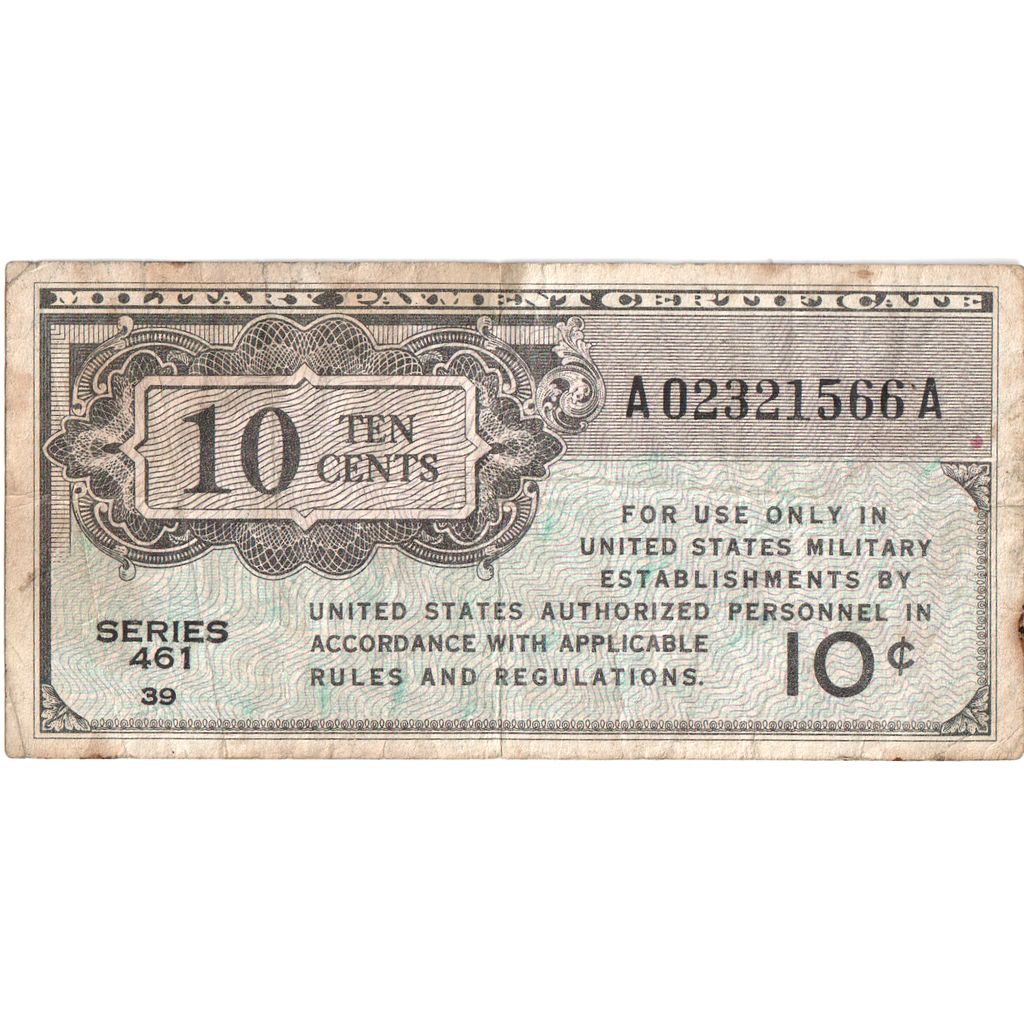 MILITARY PAYMENT CERTIFICATE
A02321566A
10 TEN
CENTS
FOR USE ONLY IN
UNITED STATES MILITARY
ESTABLISHMENTS BY
UNITED STATES AUTHORIZED PERSONNEL IN
ACCORDANCE WITH APPLICABLE
RULES AND REGULATIONS.
10¢
SERIES
461
39